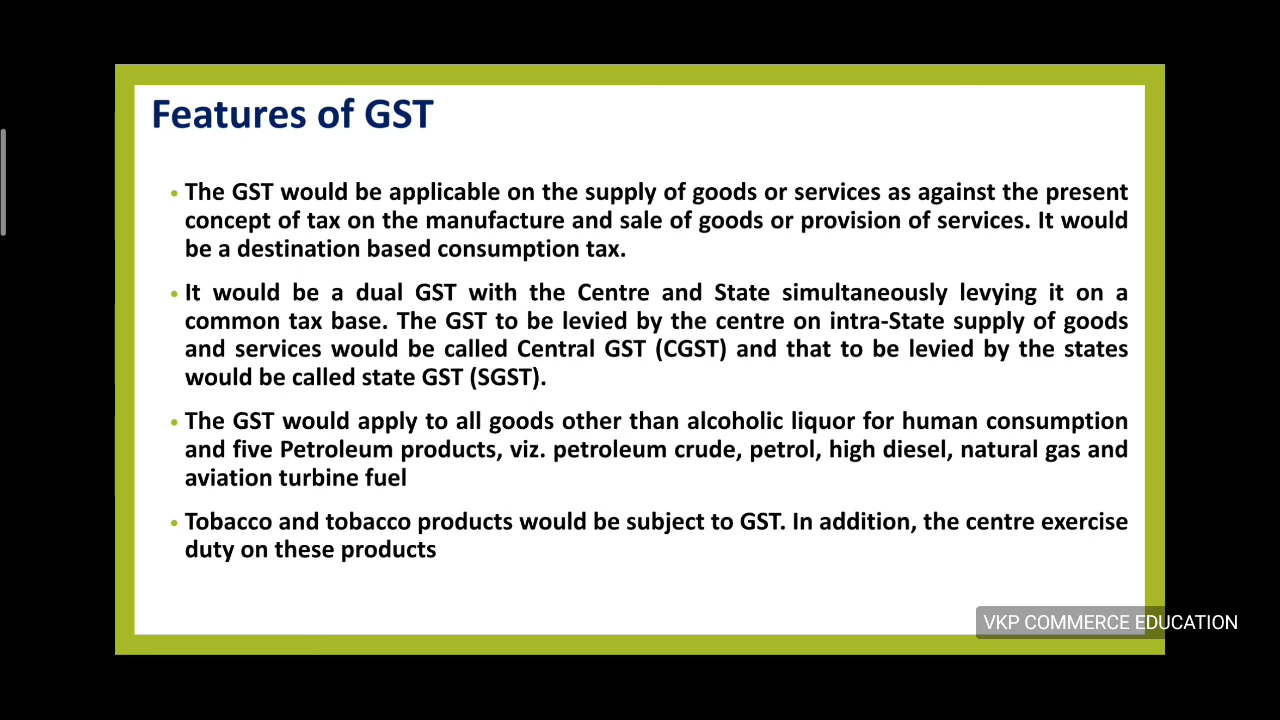 Features of GST
• The GST would be applicable on the supply of goods or services as against the present
concept of tax on the manufacture and sale of goods or provision of services. It would
be a destination based consumption tax.
• It would be a dual GST with the Centre and State simultaneously levying it on a
common tax base. The GST to be levied by the centre on intra-State supply of goods
and services would be called Central GST (CGST) and that to be levied by the states
would be called state GST (SGST).
• The GST would apply to all goods other than alcoholic liquor for human consumption
and five Petroleum products, viz. petroleum crude, petrol, high diesel, natural gas and
aviation turbine fuel
• Tobacco and tobacco products would be subject to GST. In addition, the centre exercise
duty on these products
VKP COMMERCE EDUCATION